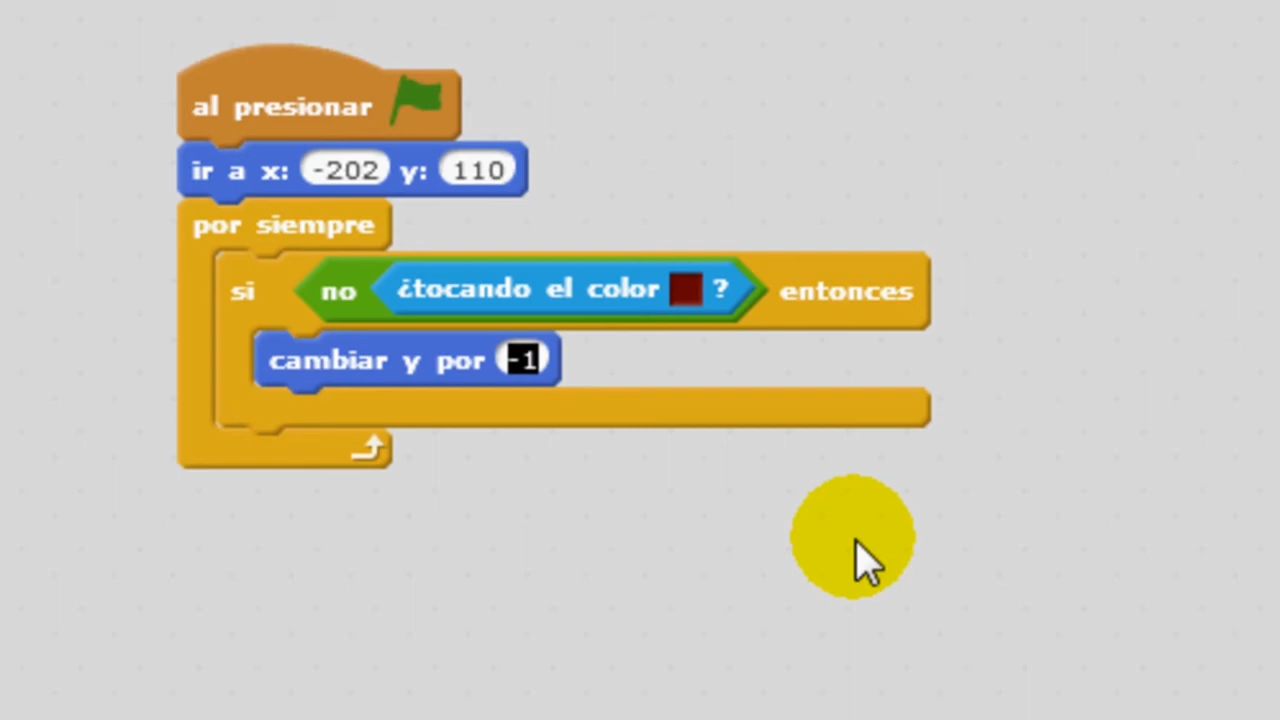 al presionar
ir a x: -202 y: 110
por siempre
si no ¿tocando el color ? entonces
cambiar y por -1